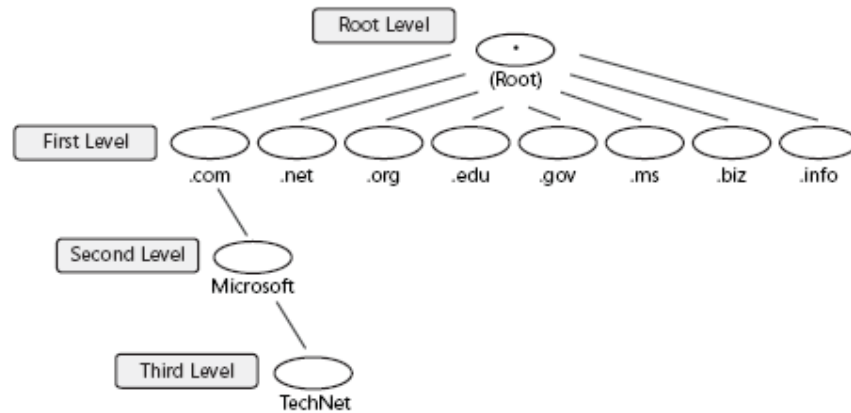 Root Level
*
(Root)
First Level
.com .net .org .edu .gov .ms .biz .info
Second Level
Microsoft
Third Level
TechNet